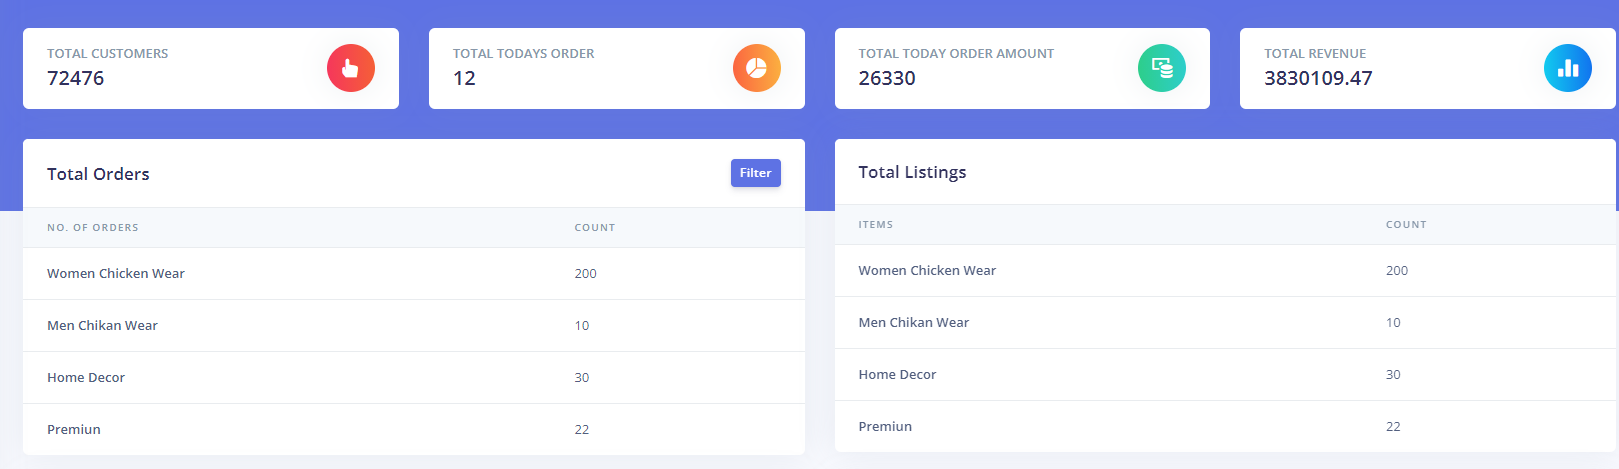 TOTAL CUSTOMERS
72476
TOTAL TODAYS ORDER
12
TOTAL TODAY ORDER AMOUNT
26330
TOTAL REVENUE
3830109.47
Total Orders
Filter
NO. OF ORDERS COUNT
Women Chicken Wear 200
Men Chikan Wear 10
Home Decor 30
Premiun 22
Total Listings
ITEMS COUNT
Women Chicken Wear 200
Men Chikan Wear 10
Home Decor 30
Premiun 22